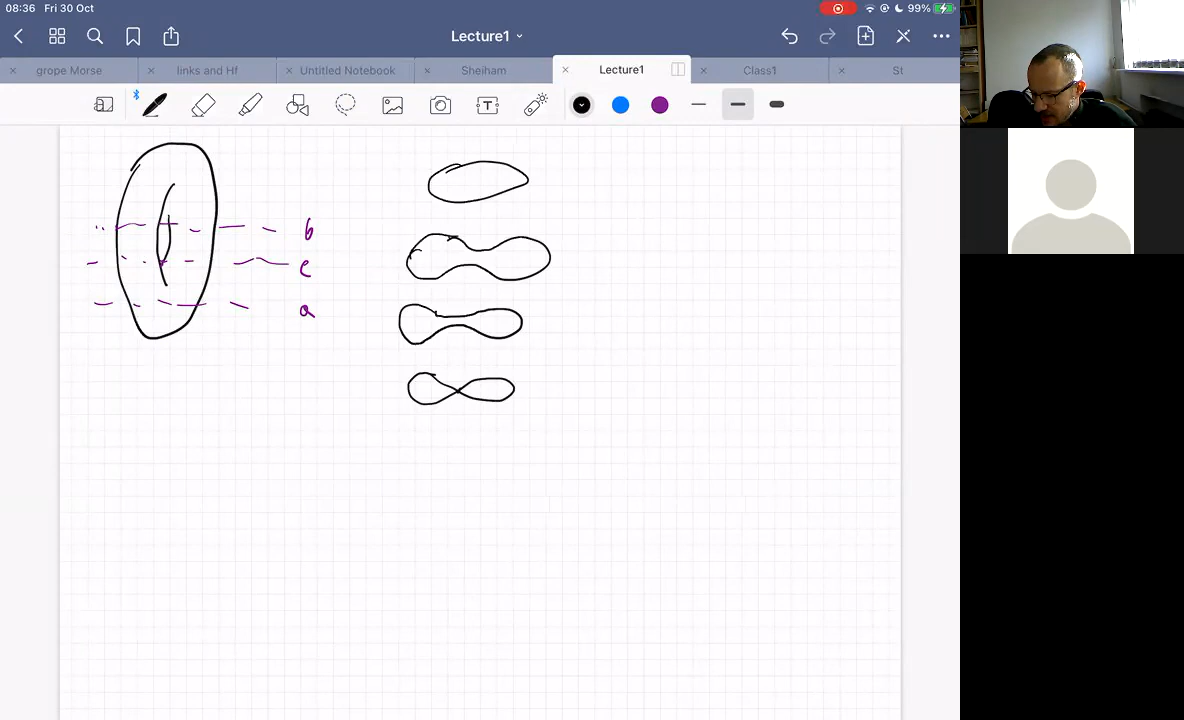 08:36 Fri 30 Oct 99%
Lecture1
grope Morse
links and Hf
Untitled Notebook
Sheiham
Lecture1
Class1
St
T
b
c
a